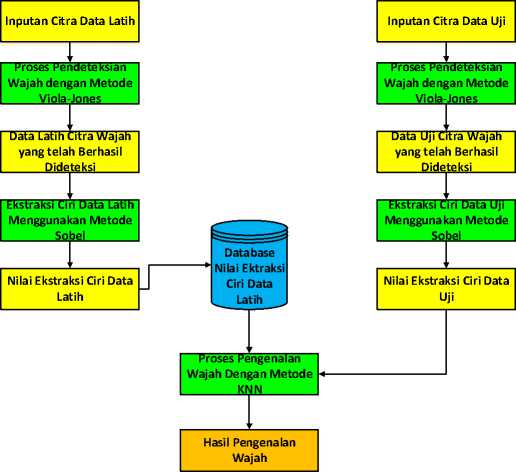 Inputan Citra Data Latih
Proses Pendeteksian
Wajah dengan Metode
Viola-Jones
Data Latih Citra Wajah
yang telah Berhasil
Dideteksi
Ekstraksi Ciri Data Latih
Menggunakan Metode
Sobel
Nilai Ekstraksi Ciri Data
Latih
Database
Nilai Ektraksi
Ciri Data
Latih
Inputan Citra Data Uji
Proses Pendeteksian
Wajah dengan Metode
Viola-Jones
Data Uji Citra Wajah
yang telah Berhasil
Dideteksi
Ekstraksi Ciri Data Uji
Menggunakan Metode
Sobel
Nilai Ekstraksi Ciri Data
Uji
Proses Pengenalan
Wajah Dengan Metode
KNN
Hasil Pengenalan
Wajah